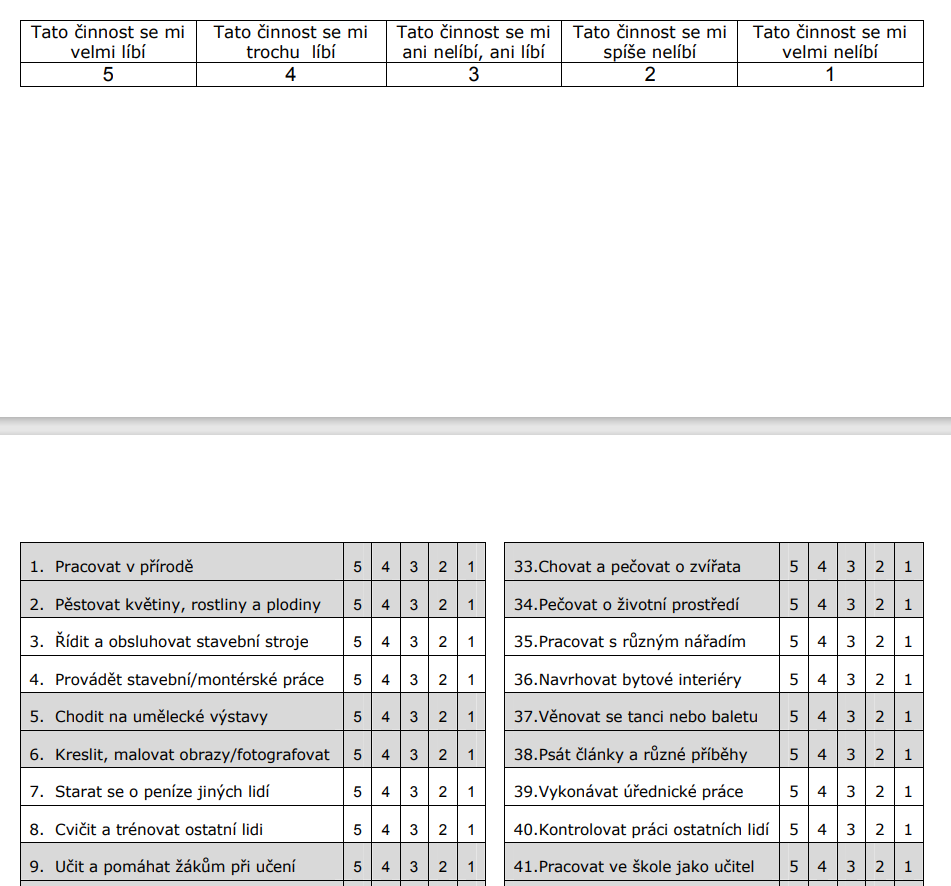 Tato činnost se mi velmi líbí
Tato činnost se mi trochu líbí
Tato činnost se mi ani nelíbí, ani líbí
Tato činnost se mi spíše nelíbí
Tato činnost se mi velmi nelíbí
5 4 3 2 1
1. Pracovat v přírodě 5 4 3 2 1
2. Pěstovat květiny, rostliny a plodiny 5 4 3 2 1
3. Řídit a obsluhovat stavební stroje 5 4 3 2 1
4. Provádět stavební/montérské práce 5 4 3 2 1
5. Chodit na umělecké výstavy 5 4 3 2 1
6. Kreslit, malovat obrazy/fotografovat 5 4 3 2 1
7. Starat se o peníze jiných lidí 5 4 3 2 1
8. Cvičit a trénovat ostatní lidi 5 4 3 2 1
9. Učit a pomáhat žákům při učení 5 4 3 2 1
33.Chovat a pečovat o zvířata 5 4 3 2 1
34.Pečovat o životní prostředí 5 4 3 2 1
35.Pracovat s různým nářadím 5 4 3 2 1
36.Navrhovat bytové interiéry 5 4 3 2 1
37.Věnovat se tanci nebo baletu 5 4 3 2 1
38.Psát články a různé příběhy 5 4 3 2 1
39.Vykonávat úřednické práce 5 4 3 2 1
40.Kontrolovat práci ostatních lidí 5 4 3 2 1
41.Pracovat ve škole jako učitel 5 4 3 2 1